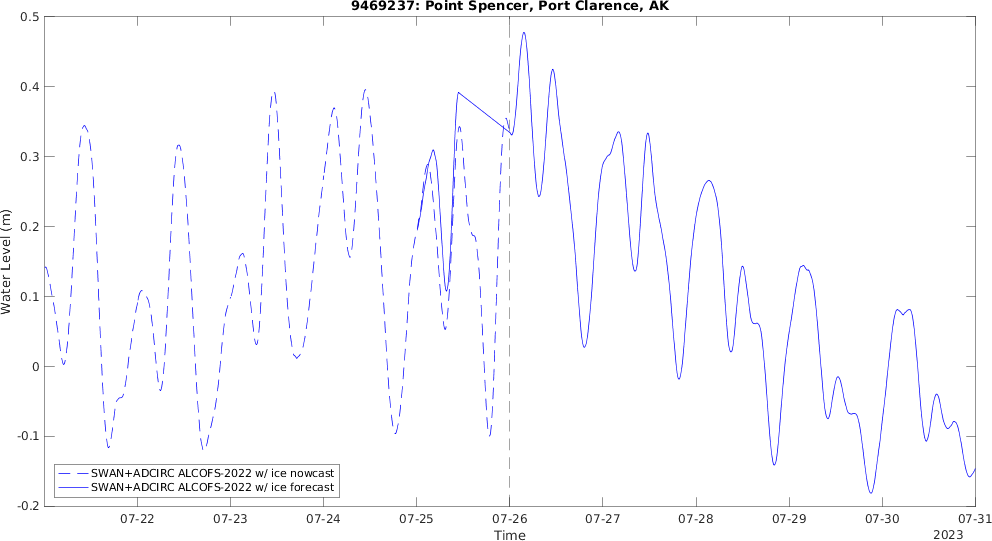 9469237: Point Spencer, Port Clarence, AK
0.5
0.4
0.3
0.2
0.1
0
-0.1
-0.2
Water Level (m)
SWAN+ADCIRC ALCOFS-2022 w/ ice nowcast
SWAN+ADCIRC ALCOFS-2022 w/ ice forecast
07-22 07-23 07-24 07-25 07-26 07-27 07-28 07-29 07-30 07-31
Time
2023